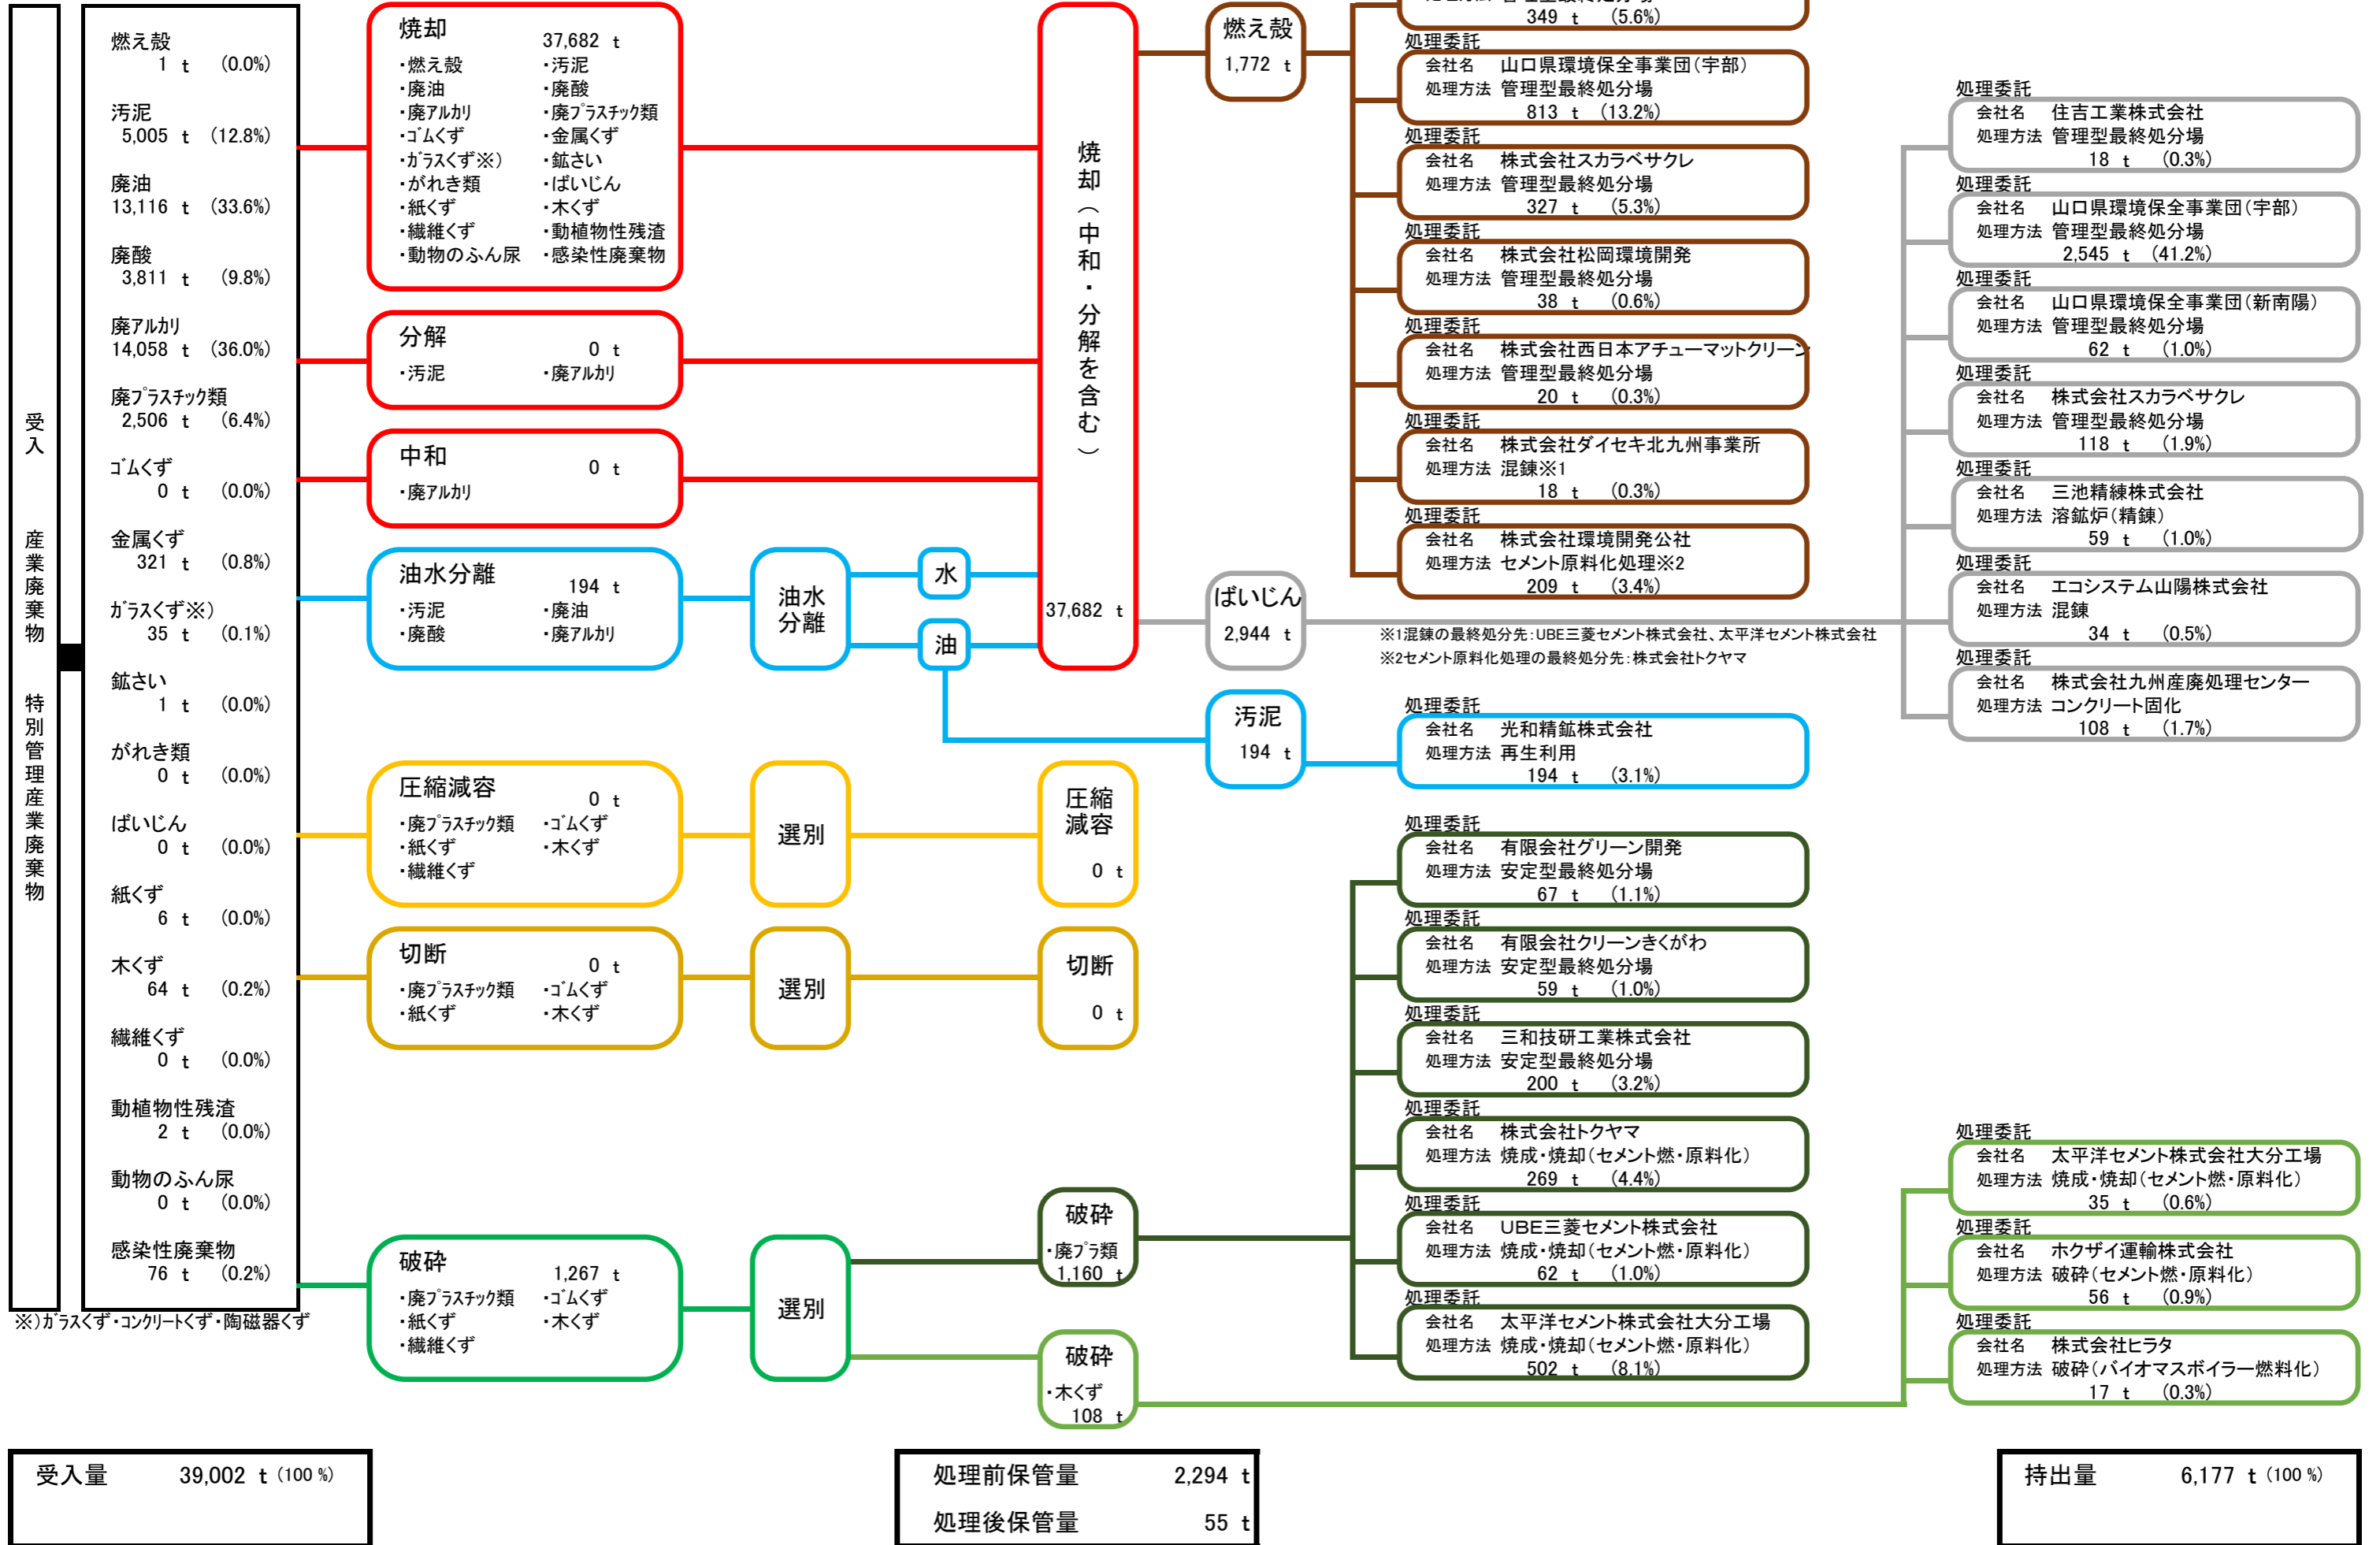 受入 産業廃棄物 特別管理産業廃棄物
燃え殻
1 t (0.0%)
汚泥
5,005 t (12.8%)
廃油
13,116 t (33.6%)
廃酸
3,811 t (9.8%)
廃アルカリ
14,058 t (36.0%)
廃プラスチック類
2,506 t (6.4%)
ゴムくず
0 t (0.0%)
金属くず
321 t (0.8%)
ガラスくず※)
35 t (0.1%)
鉱さい
1 t (0.0%)
がれき類
0 t (0.0%)
ばいじん
0 t (0.0%)
紙くず
6 t (0.0%)
木くず
64 t (0.2%)
繊維くず
0 t (0.0%)
動植物性残渣
2 t (0.0%)
動物のふん尿
0 t (0.0%)
感染性廃棄物
76 t (0.2%)
※)ガラスくず・コンクリートくず・陶磁器くず
焼却
37,682 t
・燃え殻 ・汚泥
・廃油 ・廃酸
・廃アルカリ ・廃プラスチック類
・ゴムくず ・金属くず
・ガラスくず※) ・鉱さい
・がれき類 ・ばいじん
・紙くず ・木くず
・繊維くず ・動植物性残渣
・動物のふん尿 ・感染性廃棄物
分解
0 t
・汚泥 ・廃アルカリ
中和
0 t
・廃アルカリ
油水分離
194 t
・汚泥 ・廃油
・廃酸 ・廃アルカリ
圧縮減容
0 t
・廃プラスチック類 ・ゴムくず
・紙くず ・木くず
・繊維くず
切断
0 t
・廃プラスチック類 ・ゴムくず
・紙くず ・木くず
破砕
1,267 t
・廃プラスチック類 ・ゴムくず
・紙くず ・木くず
・繊維くず
油水
分離
水
油
選別
選別
選別
焼却(中和・分解を含む)
37,682 t
圧縮
減容
0 t
切断
0 t
破砕
・廃プラ類
1,160 t
破砕
・木くず
108 t
燃え殻
1,772 t
ばいじん
2,944 t
汚泥
194 t
349 t (5.6%)
処理委託
会社名 山口県環境保全事業団(宇部)
処理方法 管理型最終処分場
813 t (13.2%)
処理委託
会社名 株式会社スカラベサクレ
処理方法 管理型最終処分場
327 t (5.3%)
処理委託
会社名 株式会社松岡環境開発
処理方法 管理型最終処分場
38 t (0.6%)
処理委託
会社名 株式会社西日本アチューマットクリーン
処理方法 管理型最終処分場
20 t (0.3%)
処理委託
会社名 株式会社ダイセキ北九州事業所
処理方法 混錬※1
18 t (0.3%)
処理委託
会社名 株式会社環境開発公社
処理方法 セメント原料化処理※2
209 t (3.4%)
※1混錬の最終処分先:UBE三菱セメント株式会社、太平洋セメント株式会社
※2セメント原料化処理の最終処分先:株式会社トクヤマ
処理委託
会社名 光和精鉱株式会社
処理方法 再生利用
194 t (3.1%)
処理委託
会社名 有限会社グリーン開発
処理方法 安定型最終処分場
67 t (1.1%)
処理委託
会社名 有限会社クリーンきくがわ
処理方法 安定型最終処分場
59 t (1.0%)
処理委託
会社名 三和技研工業株式会社
処理方法 安定型最終処分場
200 t (3.2%)
処理委託
会社名 株式会社トクヤマ
処理方法 焼成・焼却(セメント燃・原料化)
269 t (4.4%)
処理委託
会社名 UBE三菱セメント株式会社
処理方法 焼成・焼却(セメント燃・原料化)
62 t (1.0%)
処理委託
会社名 太平洋セメント株式会社大分工場
処理方法 焼成・焼却(セメント燃・原料化)
502 t (8.1%)
処理委託
会社名 住吉工業株式会社
処理方法 管理型最終処分場
18 t (0.3%)
処理委託
会社名 山口県環境保全事業団(宇部)
処理方法 管理型最終処分場
2,545 t (41.2%)
処理委託
会社名 山口県環境保全事業団(新南陽)
処理方法 管理型最終処分場
62 t (1.0%)
処理委託
会社名 株式会社スカラベサクレ
処理方法 管理型最終処分場
118 t (1.9%)
処理委託
会社名 三池精練株式会社
処理方法 溶鉱炉(精錬)
59 t (1.0%)
処理委託
会社名 エコシステム山陽株式会社
処理方法 混錬
34 t (0.5%)
処理委託
会社名 株式会社九州産廃処理センター
処理方法 コンクリート固化
108 t (1.7%)
処理委託
会社名 太平洋セメント株式会社大分工場
処理方法 焼成・焼却(セメント燃・原料化)
35 t (0.6%)
処理委託
会社名 ホクザイ運輸株式会社
処理方法 破砕(セメント燃・原料化)
56 t (0.9%)
処理委託
会社名 株式会社ヒラタ
処理方法 破砕(バイオマスボイラー燃料化)
17 t (0.3%)
受入量 39,002 t (100 %)
処理前保管量 2,294 t
処理後保管量 55 t
持出量 6,177 t (100 %)